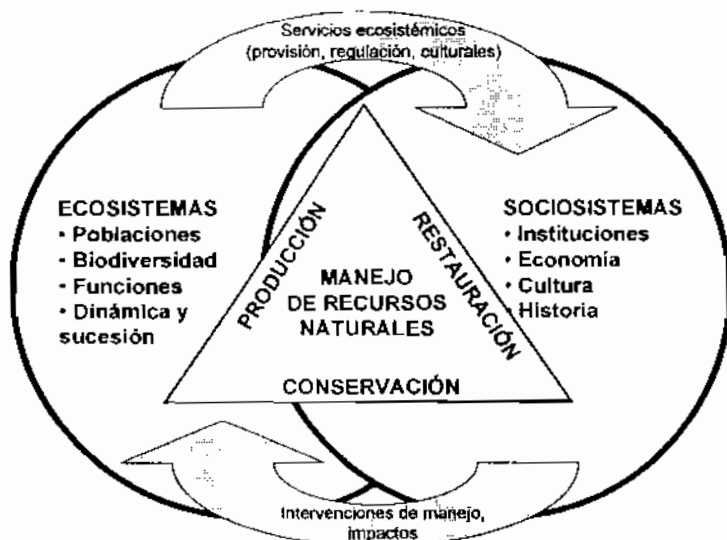 Servicios ecosistémicos
(provisión, regulación, culturales)
ECOSISTEMAS
• Poblaciones
• Biodiversidad
• Funciones
• Dinámica y
sucesión
PRODUCCIÓN
MANEJO
DE RECURSOS
NATURALES
RESTAURACIÓN
CONSERVACIÓN
SOCIOSISTEMAS
• Instituciones
• Economía
• Cultura
• Historia
Intervenciones de manejo,
impactos